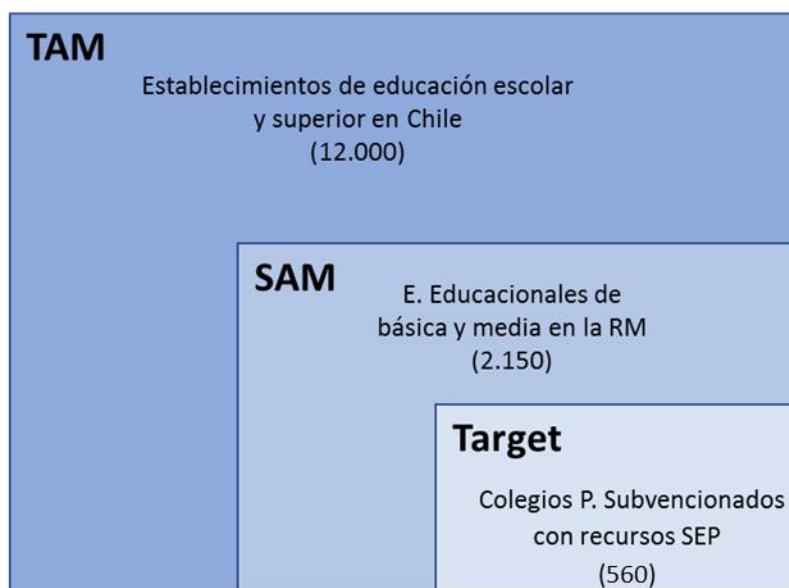 TAM
Establecimientos de educación escolar
y superior en Chile
(12.000)
SAM
E. Educacionales de
básica y media en la RM
(2.150)
Target
Colegios P. Subvencionados
con recursos SEP
(560)